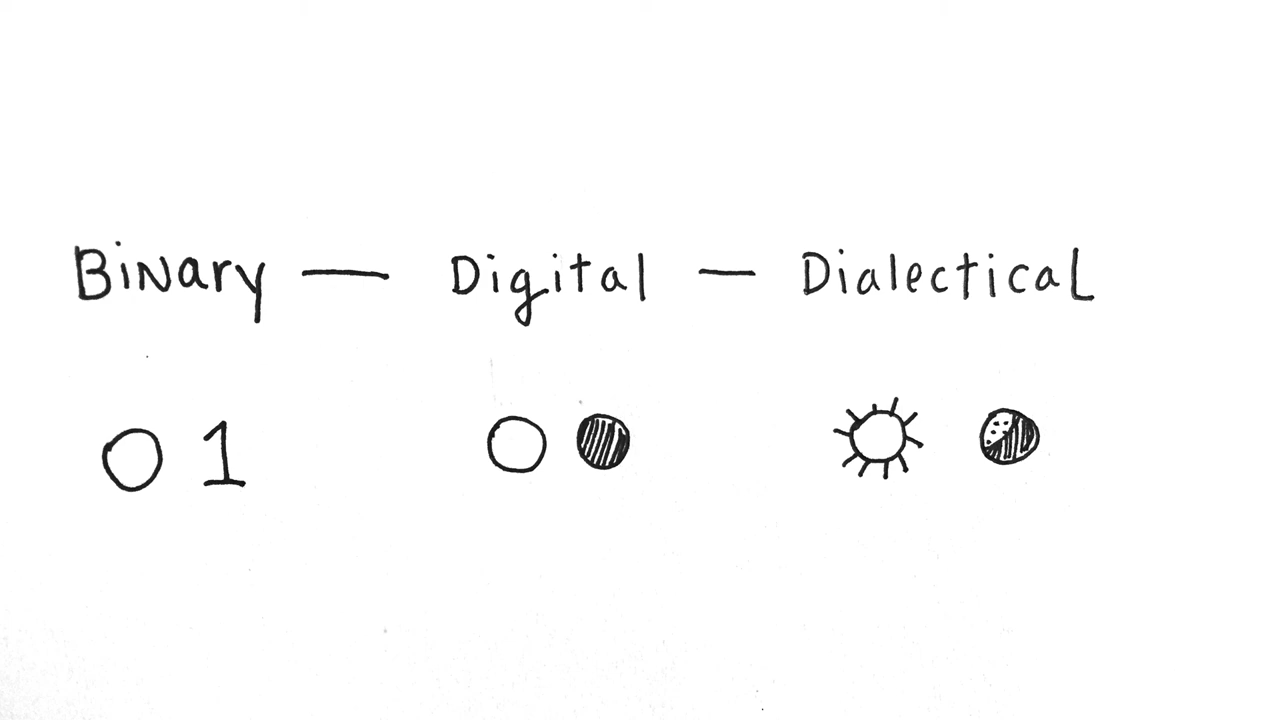 Binary — Digital — Dialectical
0 1